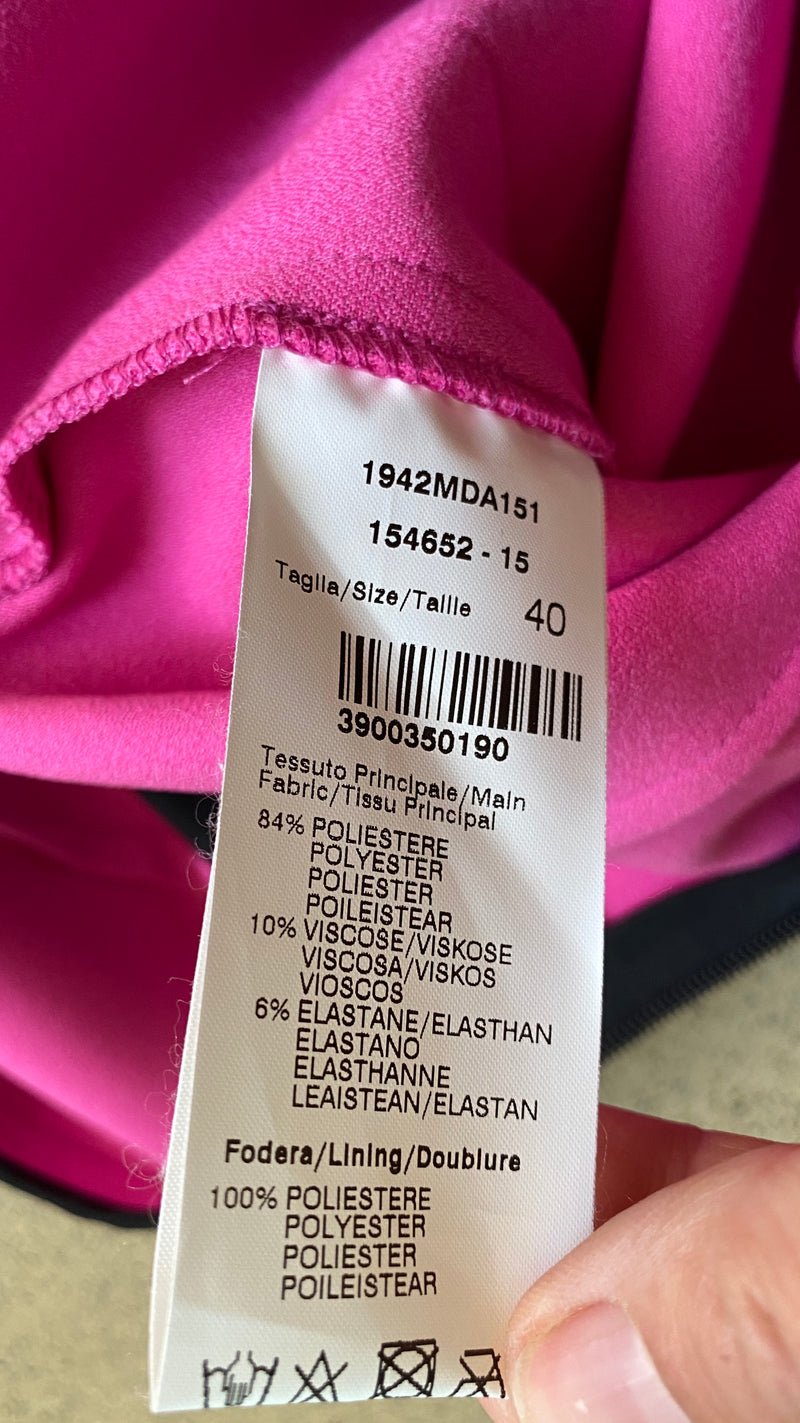 1942MDA151
154652 - 15
Taglia/Size/Taille 40
3900350190
Tessuto Principale/Main
Fabric/Tissu Principal
84% POLIESTERE
POLYESTER
POLIESTER
POILEISTEAR
10% VISCOSE/VISKOSE
VISCOSA/VISKOS
VIOSCOS
6% ELASTANE/ELASTHAN
ELASTANO
ELASTHANNE
LEAISTEAN/ELASTAN
Fodera/Lining/Doublure
100% POLIESTERE
POLYESTER
POLIESTER
POILEISTEAR